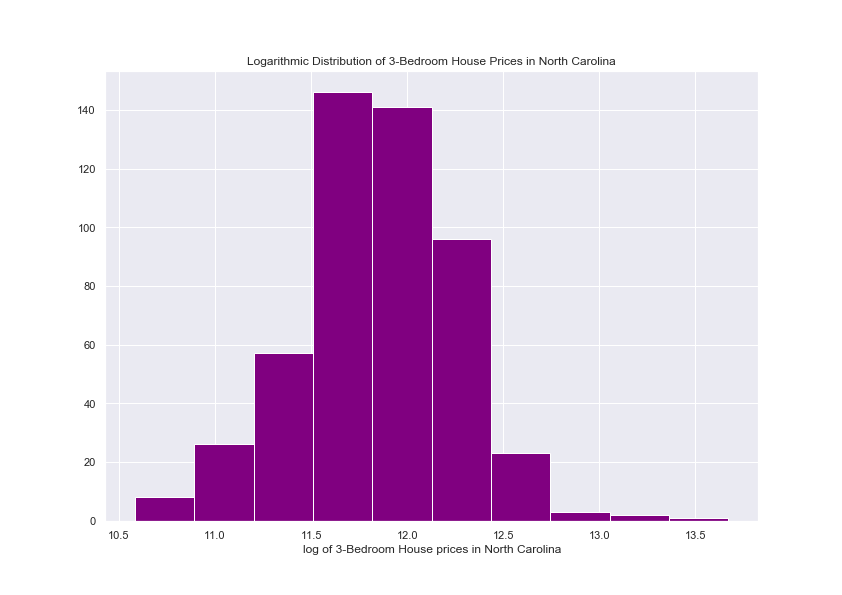 Logarithmic Distribution of 3-Bedroom House Prices in North Carolina
140
120
100
80
60
40
20
0
10.5 11.0 11.5 12.0 12.5 13.0 13.5
log of 3-Bedroom House prices in North Carolina